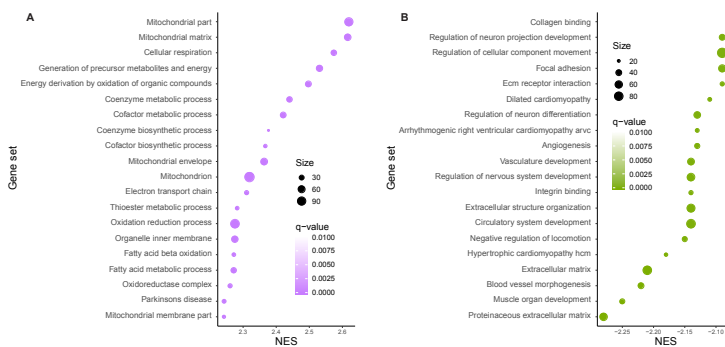 A
Gene set
Mitochondrial part
Mitochondrial matrix
Cellular respiration
Generation of precursor metabolites and energy
Energy derivation by oxidation of organic compounds
Coenzyme metabolic process
Cofactor metabolic process
Coenzyme biosynthetic process
Cofactor biosynthetic process
Mitochondrial envelope
Mitochondrion
Electron transport chain
Thioester metabolic process
Oxidation reduction process
Organelle inner membrane
Fatty acid beta oxidation
Fatty acid metabolic process
Oxidoreductase complex
Parkinsons disease
Mitochondrial membrane part
Size
30
60
90
q-value
0.0100
0.0075
0.0050
0.0025
0.0000
2.3 2.4 2.5 2.6
NES
B
Gene set
Collagen binding
Regulation of neuron projection development
Regulation of cellular component movement
Focal adhesion
Ecm receptor interaction
Dilated cardiomyopathy
Regulation of neuron differentiation
Arrhythmogenic right ventricular cardiomyopathy arvc
Angiogenesis
Vasculature development
Regulation of nervous system development
Integrin binding
Extracellular structure organization
Circulatory system development
Negative regulation of locomotion
Hypertrophic cardiomyopathy hcm
Extracellular matrix
Blood vessel morphogenesis
Muscle organ development
Proteinaceous extracellular matrix
Size
20
40
60
80
q-value
0.0100
0.0075
0.0050
0.0025
0.0000
−2.25 −2.20 −2.15 −2.10
NES